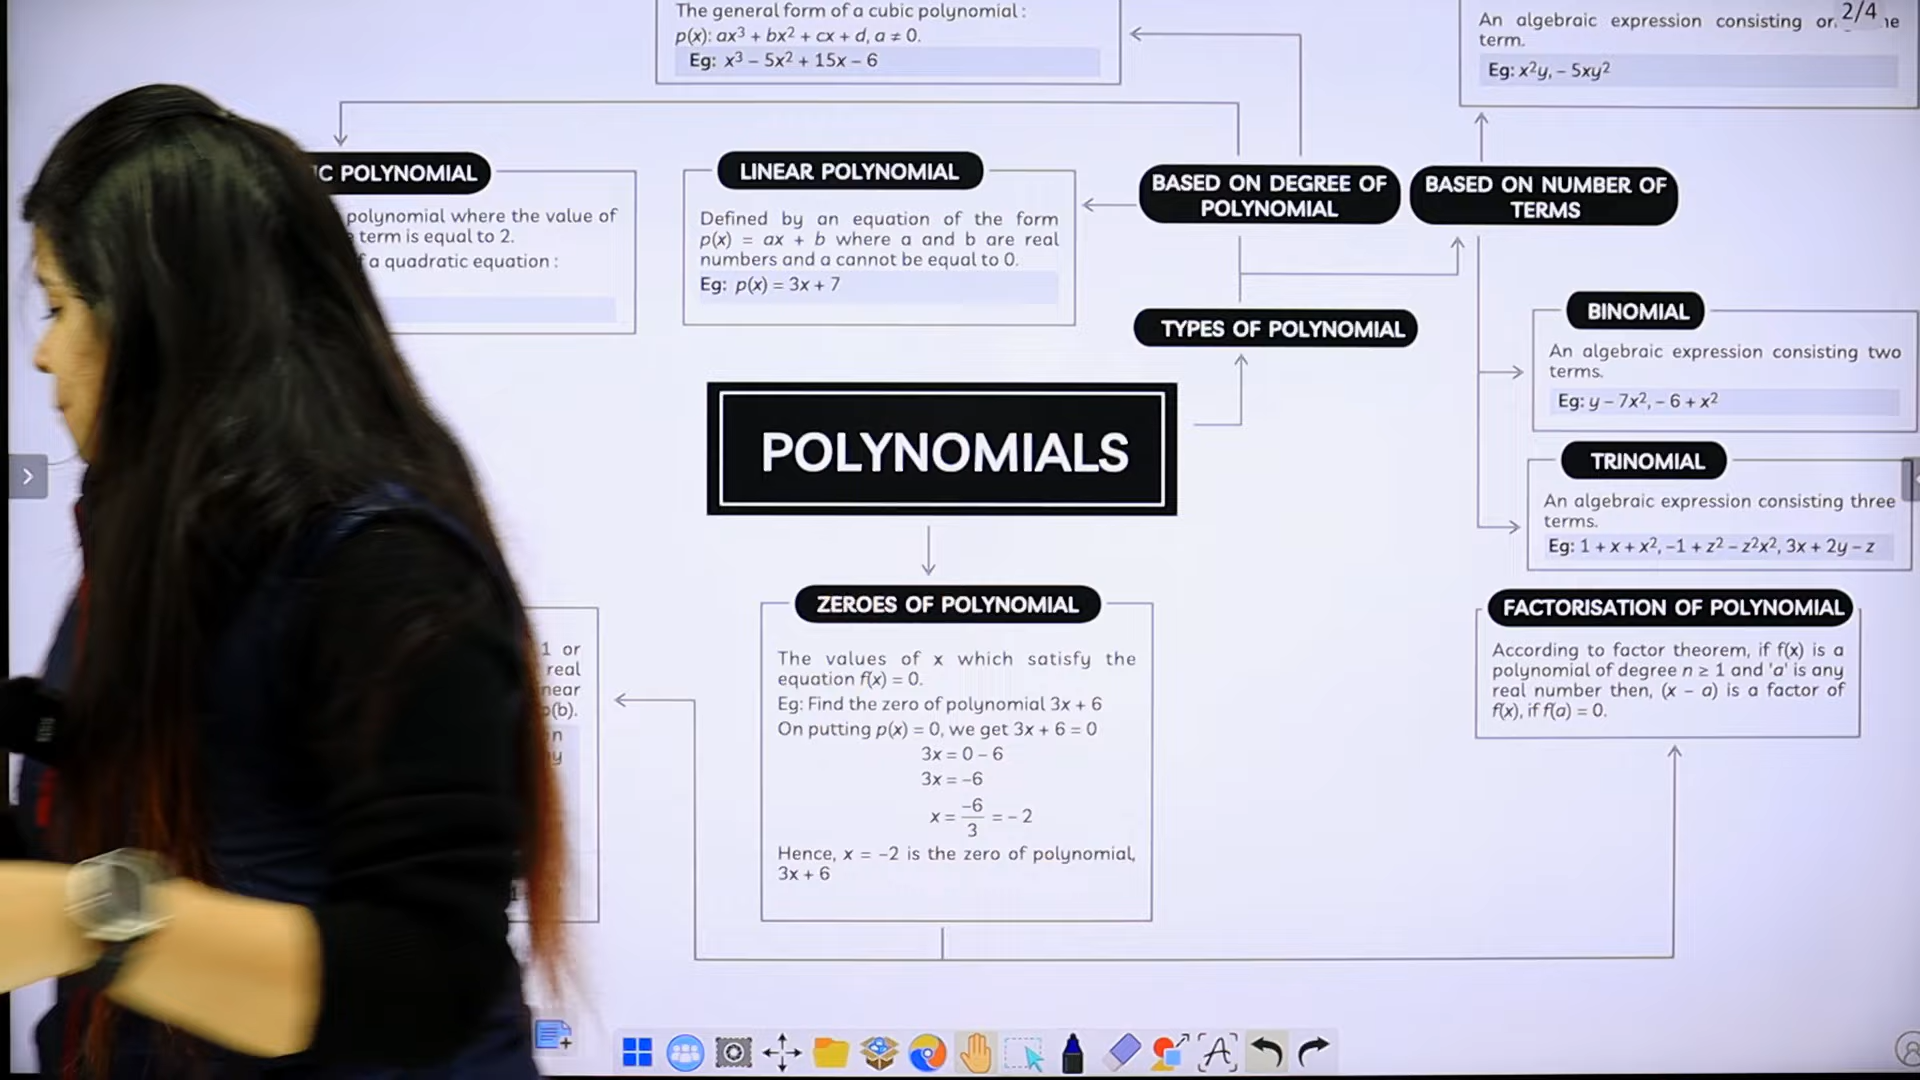 The general form of a cubic polynomial :
p(x): ax³ + bx² + cx + d, a ≠ 0.
Eg: x³ – 5x² + 15x – 6
2/4
An algebraic expression consisting
term.
Eg: x²y, – 5xy²
C POLYNOMIAL
polynomial where the value of
term is equal to 2.
f a quadratic equation :
LINEAR POLYNOMIAL
Defined by an equation of the form
p(x) = ax + b where a and b are real
numbers and a cannot be equal to 0.
Eg: p(x) = 3x + 7
BASED ON DEGREE OF
POLYNOMIAL
BASED ON NUMBER OF
TERMS
TYPES OF POLYNOMIAL
BINOMIAL
An algebraic expression consisting two
terms.
Eg: y – 7x², – 6 + x²
POLYNOMIALS
TRINOMIAL
An algebraic expression consisting three
terms.
Eg: 1 + x + x², –1 + z² – z²x², 3x + 2y – z
1 or
real
near
(b).
n
y
ZEROES OF POLYNOMIAL
The values of x which satisfy the
equation f(x) = 0.
Eg: Find the zero of polynomial 3x + 6
On putting p(x) = 0, we get 3x + 6 = 0
3x = 0 – 6
3x = –6
x = –6/3 = – 2
Hence, x = –2 is the zero of polynomial,
3x + 6
FACTORISATION OF POLYNOMIAL
According to factor theorem, if f(x) is a
polynomial of degree n ≥ 1 and 'a' is any
real number then, (x – a) is a factor of
f(x), if f(a) = 0.